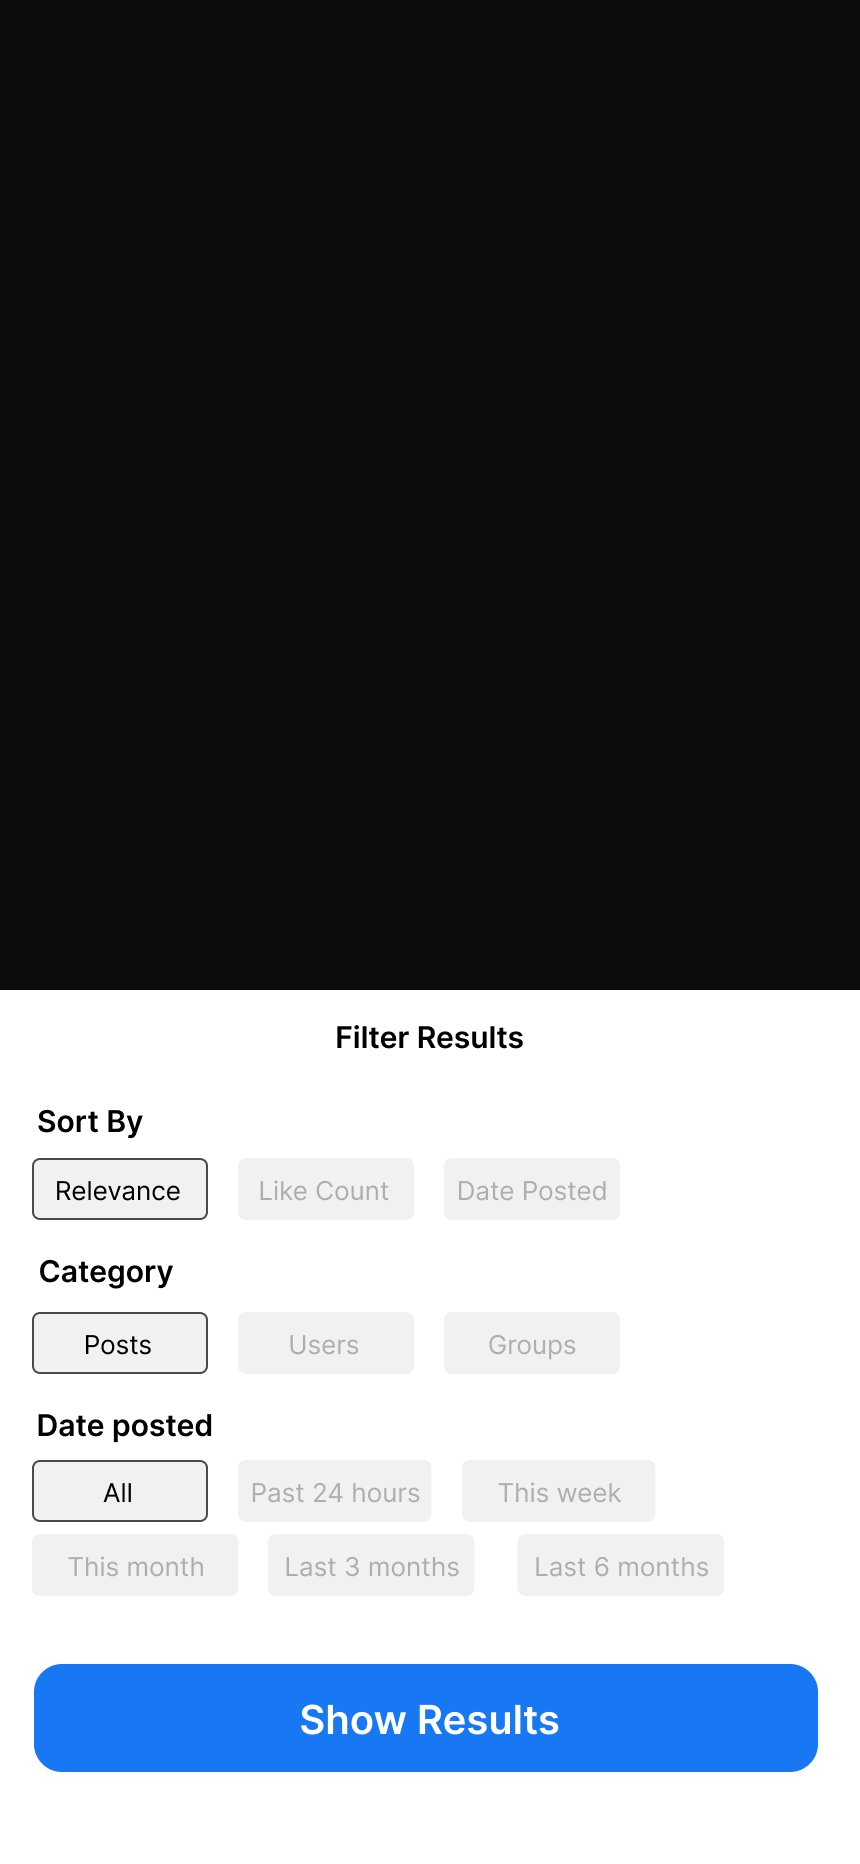 Filter Results
Sort By
Relevance Like Count Date Posted
Category
Posts Users Groups
Date posted
All Past 24 hours This week
This month Last 3 months Last 6 months
Show Results